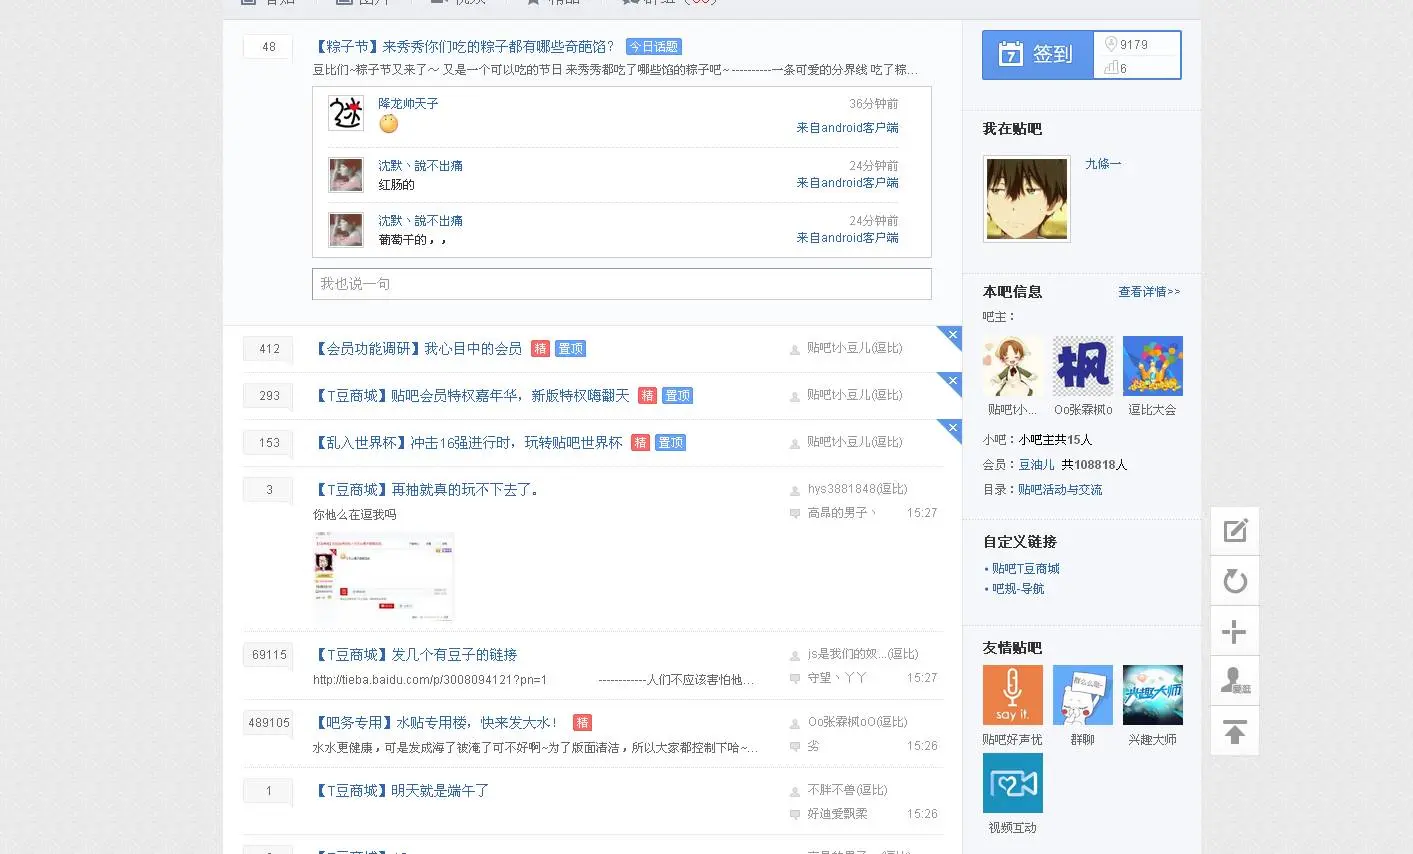 48
【粽子节】来秀秀你们吃的粽子都有哪些奇葩馅？ 今日话题
豆比们~粽子节又来了～ 又是一个可以吃的节日 来秀秀都吃了哪些馅的粽子吧~----------一条可爱的分界线 吃了粽...
降龙帅天子 36分钟前
来自android客户端
沈默丶說不出痛 24分钟前
红肠的 来自android客户端
沈默丶說不出痛 24分钟前
葡萄干的，， 来自android客户端
我也说一句
412 【会员功能调研】我心目中的会员 精 置顶 贴吧t小豆儿(逗比)
293 【T豆商城】贴吧会员特权嘉年华，新版特权嗨翻天 精 置顶 贴吧t小豆儿(逗比)
153 【乱入世界杯】冲击16强进行时，玩转贴吧世界杯 精 置顶 贴吧t小豆儿(逗比)
3 【T豆商城】再抽就真的玩不下去了。 hys3881848(逗比)
你他么在逗我吗 高晶的男子丶 15:27
69115 【T豆商城】发几个有豆子的链接 js是我们的奴...(逗比)
http://tieba.baidu.com/p/3008094121?pn=1 ------------人们不应该害怕他... 守望丶丫丫 15:27
489105 【吧务专用】水贴专用楼，快来发大水！ 精 Oo张霖枫oO(逗比)
水水更健康，可是发成海了被淹了可不好啊~为了版面清洁，所以大家都控制下哈~... 劣 15:26
1 【T豆商城】明天就是端午了 不胖不兽(逗比)
好迪爱飘柔 15:26
7 签到 9179
6
我在贴吧
九條一
本吧信息 查看详情>>
吧主：
贴吧t小... Oo张霖枫o 逗比大会
小吧：小吧主共15人
会员：豆油儿 共108818人
目录：贴吧活动与交流
自定义链接
• 贴吧T豆商城
• 吧规-导航
友情贴吧
say it.
兴趣大师
贴吧好声优 群聊 兴趣大师
视频互动
爱逛